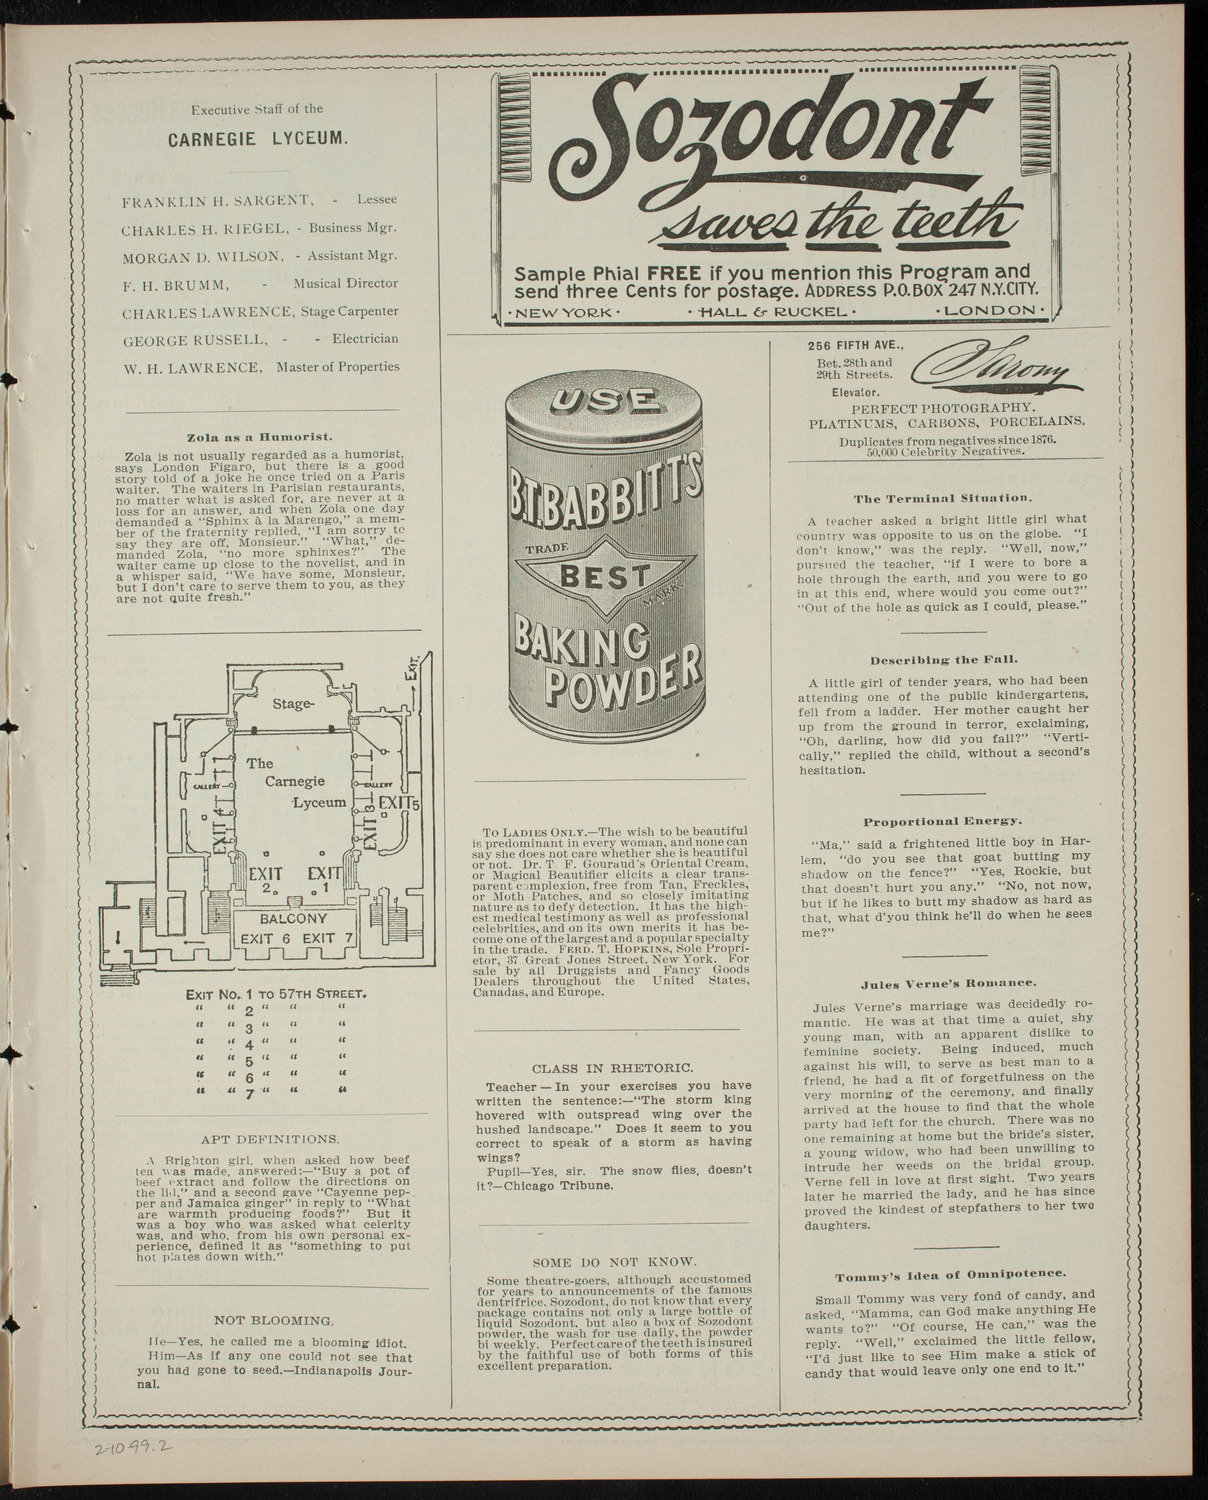 Executive Staff of the
CARNEGIE LYCEUM.
FRANKLIN H. SARGENT, - Lessee
CHARLES H. RIEGEL, - Business Mgr.
MORGAN D. WILSON, - Assistant Mgr.
F. H. BRUMM, - Musical Director
CHARLES LAWRENCE, Stage Carpenter
GEORGE RUSSELL, - - Electrician
W. H. LAWRENCE, Master of Properties
Zola as a Humorist.
Zola is not usually regarded as a humorist,
says London Figaro, but there is a good
story told of a joke he once tried on a Paris
waiter. The waiters in Parisian restaurants,
no matter what is asked for, are never at a
loss for an answer, and when Zola one day
demanded a "Sphinx à la Marengo," a mem-
ber of the fraternity replied, "I am sorry to
say they are off, Monsieur." "What," de-
manded Zola, "no more sphinxes?" The
waiter came up close to the novelist, and in
a whisper said, "We have some, Monsieur,
but I don't care to serve them to you, as they
are not quite fresh."
EXIT.
Stage-
The
Carnegie
Lyceum
GALLERY
GALLERY
EXIT 4
EXIT 3
EXIT 5
EXIT EXIT
2. . 1
BALCONY
EXIT 6 EXIT 7
EXIT NO. 1 TO 57TH STREET.
" " 2 " " "
" " 3 " " "
" " 4 " " "
" " 5 " " "
" " 6 " " "
" " 7 " " "
APT DEFINITIONS.
A Brighton girl, when asked how beef
tea was made, answered:—"Buy a pot of
beef extract and follow the directions on
the lid," and a second gave "Cayenne pep-
per and Jamaica ginger" in reply to "What
are warmth producing foods?" But it
was a boy who was asked what celerity
was, and who, from his own personal ex-
perience, defined it as "something to put
hot plates down with."
NOT BLOOMING.
He—Yes, he called me a blooming idiot.
Him—As if any one could not see that
you had gone to seed.—Indianapolis Jour-
nal.
Sozodont
saves the teeth
Sample Phial FREE if you mention this Program and
send three Cents for postage. ADDRESS P.O. BOX 247 N.Y.CITY.
· NEW YORK · · HALL & RUCKEL · · LONDON ·
USE
B.T. BABBITT'S
TRADE
BEST
MARK
BAKING
POWDER
TO LADIES ONLY.—The wish to be beautiful
is predominant in every woman, and none can
say she does not care whether she is beautiful
or not. Dr. T. F. Gouraud's Oriental Cream,
or Magical Beautifier elicits a clear trans-
parent complexion, free from Tan, Freckles,
or Moth Patches, and so closely imitating
nature as to defy detection. It has the high-
est medical testimony as well as professional
celebrities, and on its own merits it has be-
come one of the largest and a popular specialty
in the trade. FERD. T. HOPKINS, Sole Propri-
etor, 37 Great Jones Street, New York. For
sale by all Druggists and Fancy Goods
Dealers throughout the United States,
Canadas, and Europe.
CLASS IN RHETORIC.
Teacher—In your exercises you have
written the sentence:—"The storm king
hovered with outspread wing over the
hushed landscape." Does it seem to you
correct to speak of a storm as having
wings?
Pupil—Yes, sir. The snow flies, doesn't
it?—Chicago Tribune.
SOME DO NOT KNOW.
Some theatre-goers, although accustomed
for years to announcements of the famous
dentrifrice, Sozodont, do not know that every
package contains not only a large bottle of
liquid Sozodont, but also a box of Sozodont
powder, the wash for use daily, the powder
bi weekly. Perfect care of the teeth is insured
by the faithful use of both forms of this
excellent preparation.
256 FIFTH AVE.,
Bet. 28th and
29th Streets.
Elevator.
Sarony
PERFECT PHOTOGRAPHY.
PLATINUMS, CARBONS, PORCELAINS.
Duplicates from negatives since 1876.
50,000 Celebrity Negatives.
The Terminal Situation.
A teacher asked a bright little girl what
country was opposite to us on the globe. "I
don't know," was the reply. "Well, now,"
pursued the teacher, "if I were to bore a
hole through the earth, and you were to go
in at this end, where would you come out?"
"Out of the hole as quick as I could, please."
Describing the Fall.
A little girl of tender years, who had been
attending one of the public kindergartens,
fell from a ladder. Her mother caught her
up from the ground in terror, exclaiming,
"Oh, darling, how did you fall?" "Verti-
cally," replied the child, without a second's
hesitation.
Proportional Energy.
"Ma," said a frightened little boy in Har-
lem, "do you see that goat butting my
shadow on the fence?" "Yes, Rockie, but
that doesn't hurt you any." "No, not now,
but if he likes to butt my shadow as hard as
that, what d'you think he'll do when he sees
me?"
Jules Verne's Romance.
Jules Verne's marriage was decidedly ro-
mantic. He was at that time a quiet, shy
young man, with an apparent dislike to
feminine society. Being induced, much
against his will, to serve as best man to a
friend, he had a fit of forgetfulness on the
very morning of the ceremony, and finally
arrived at the house to find that the whole
party had left for the church. There was no
one remaining at home but the bride's sister,
a young widow, who had been unwilling to
intrude her weeds on the bridal group.
Verne fell in love at first sight. Two years
later he married the lady, and he has since
proved the kindest of stepfathers to her two
daughters.
Tommy's Idea of Omnipotence.
Small Tommy was very fond of candy, and
asked, "Mamma, can God make anything He
wants to?" "Of course, He can," was the
reply. "Well," exclaimed the little fellow,
"I'd just like to see Him make a stick of
candy that would leave only one end to it."
2-10-99.2